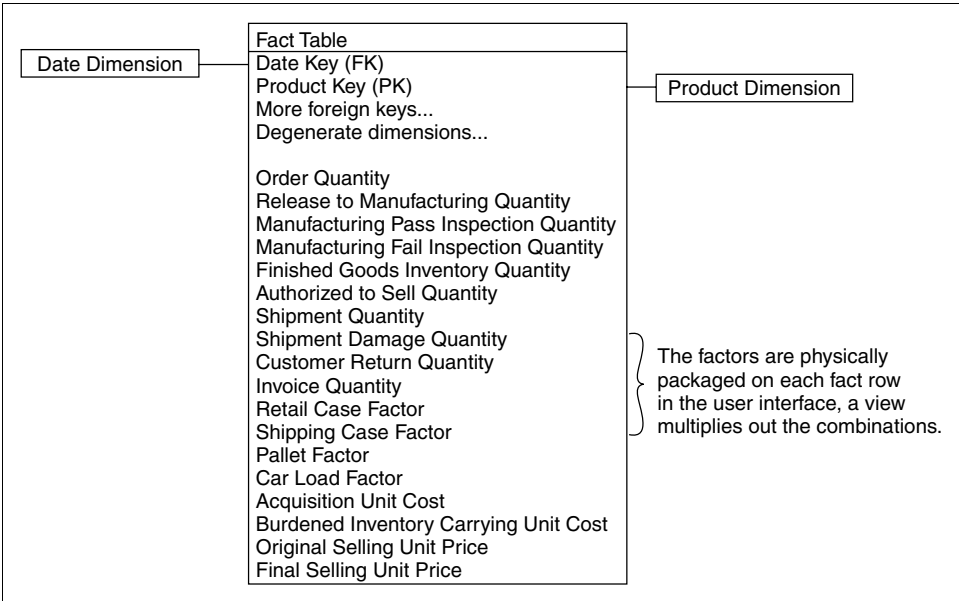 Date Dimension
Fact Table
Date Key (FK)
Product Key (PK)
More foreign keys...
Degenerate dimensions...
Order Quantity
Release to Manufacturing Quantity
Manufacturing Pass Inspection Quantity
Manufacturing Fail Inspection Quantity
Finished Goods Inventory Quantity
Authorized to Sell Quantity
Shipment Quantity
Shipment Damage Quantity
Customer Return Quantity
Invoice Quantity
Retail Case Factor
Shipping Case Factor
Pallet Factor
Car Load Factor
Acquisition Unit Cost
Burdened Inventory Carrying Unit Cost
Original Selling Unit Price
Final Selling Unit Price
Product Dimension
The factors are physically
packaged on each fact row
in the user interface, a view
multiplies out the combinations.